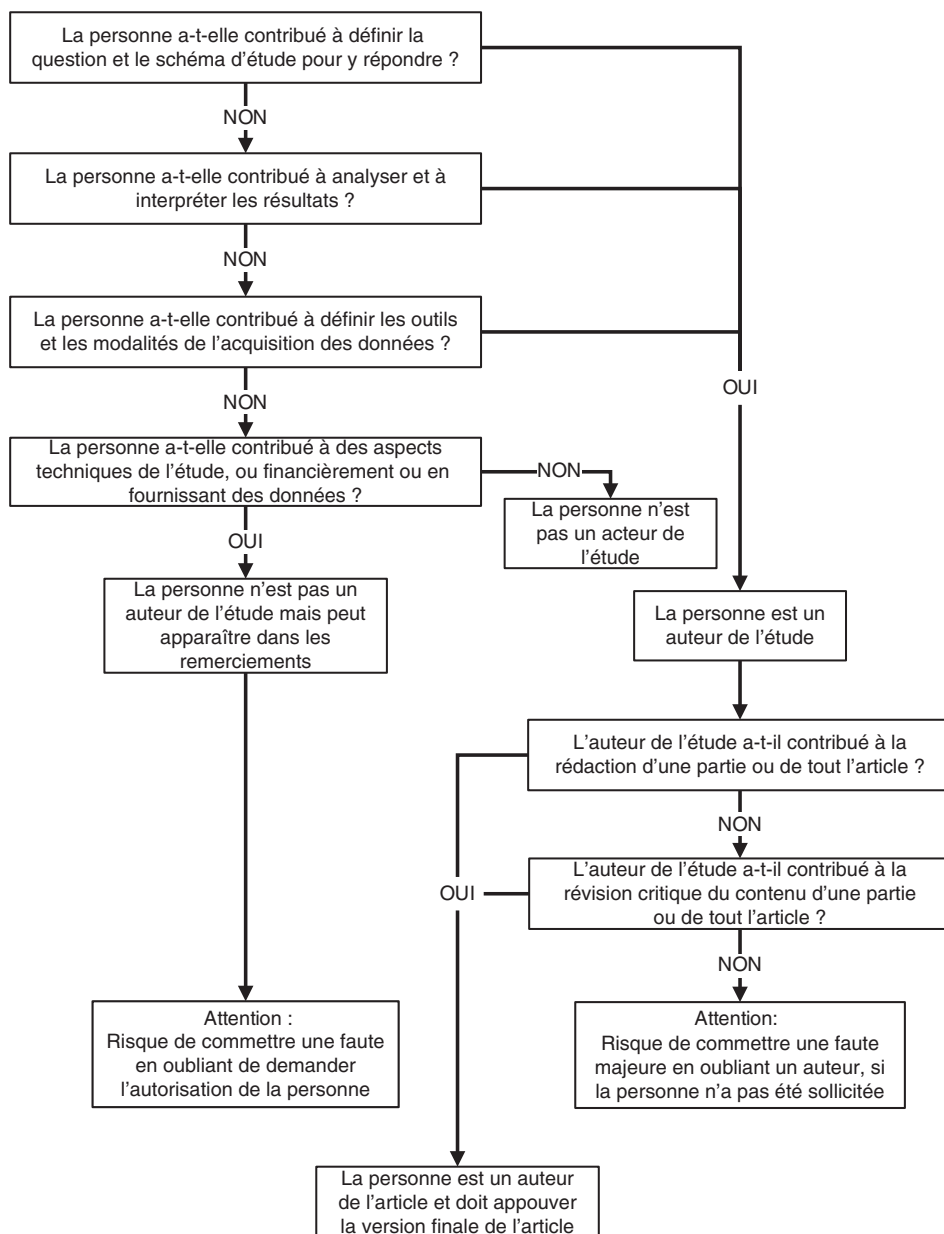 La personne a-t-elle contribué à définir la
question et le schéma d'étude pour y répondre ?
NON
La personne a-t-elle contribué à analyser et à
interpréter les résultats ?
NON
La personne a-t-elle contribué à définir les outils
et les modalités de l'acquisition des données ?
OUI
NON
La personne a-t-elle contribué à des aspects
techniques de l'étude, ou financièrement ou en
fournissant des données ?
NON
La personne n'est
pas un acteur de
l'étude
OUI
La personne n'est pas un
auteur de l'étude mais peut
apparaître dans les
remerciements
La personne est un
auteur de l'étude
L'auteur de l'étude a-t-il contribué à la
rédaction d'une partie ou de tout l'article ?
NON
L'auteur de l'étude a-t-il contribué à la
révision critique du contenu d'une partie
ou de tout l'article ?
OUI
NON
Attention :
Risque de commettre une faute
en oubliant de demander
l'autorisation de la personne
Attention:
Risque de commettre une faute
majeure en oubliant un auteur, si
la personne n'a pas été sollicitée
La personne est un auteur
de l'article et doit appouver
la version finale de l'article